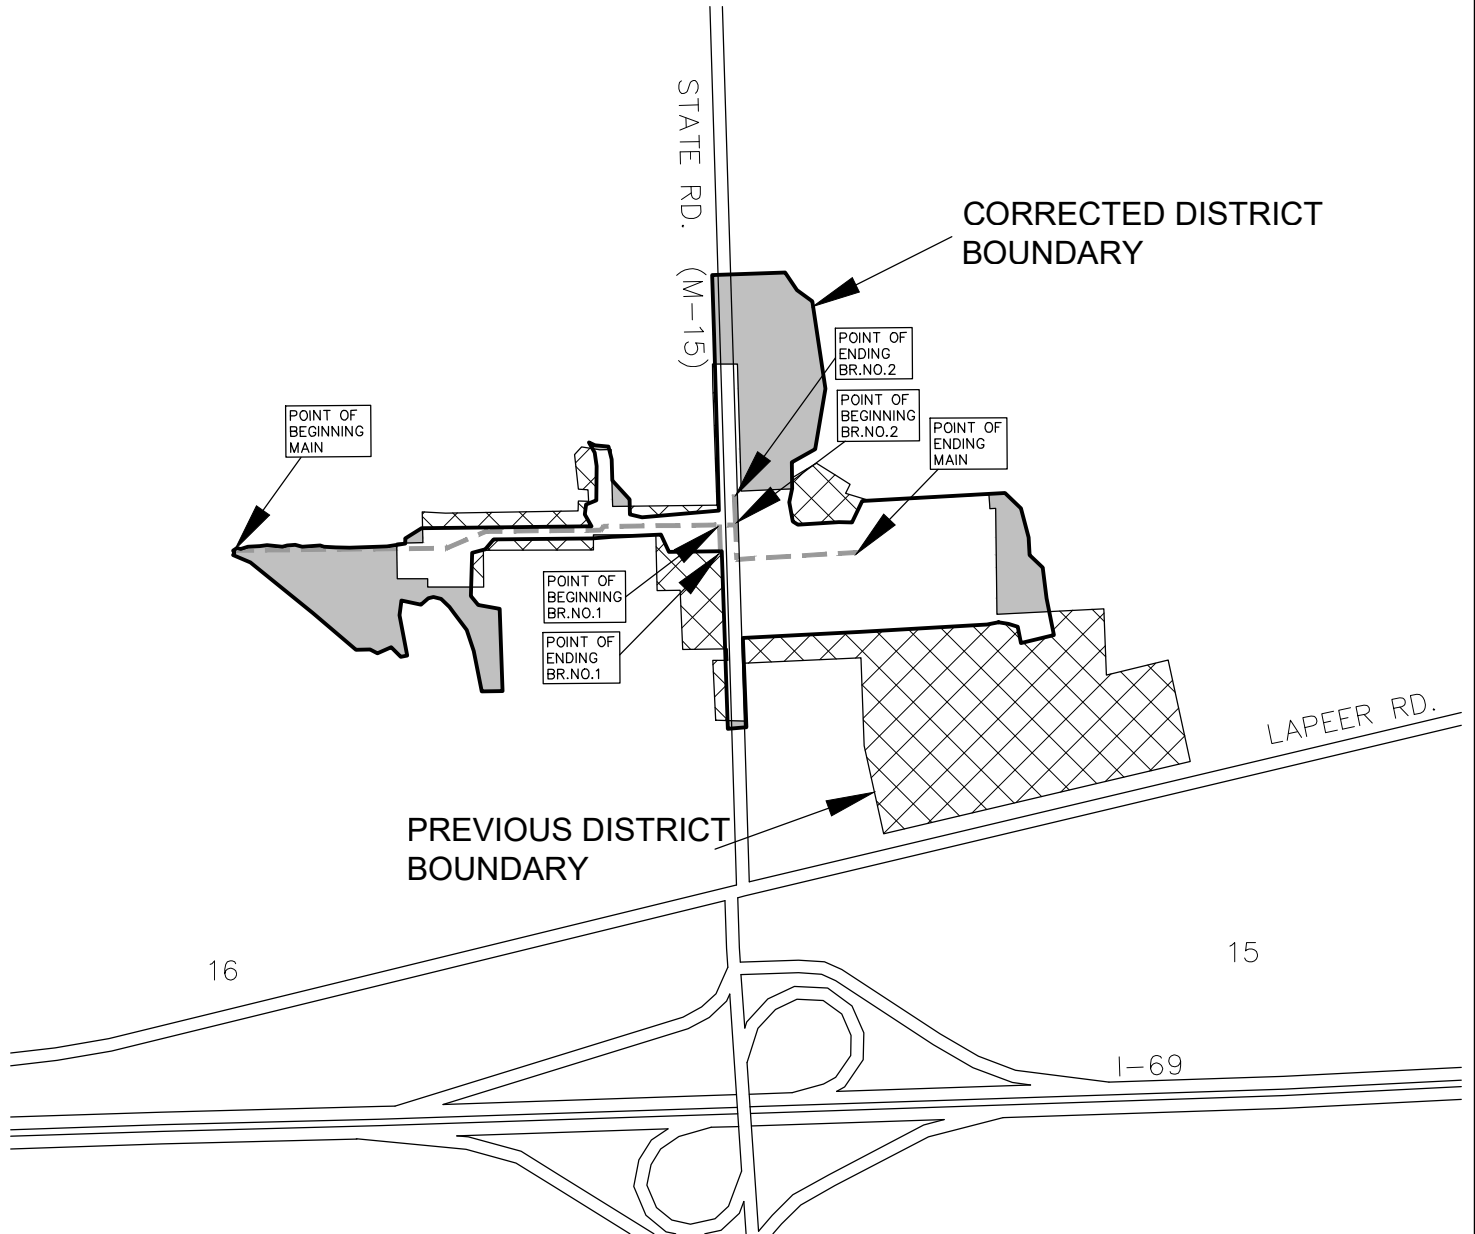 STATE RD. (M-15)
CORRECTED DISTRICT
BOUNDARY
POINT OF
ENDING
BR.NO.2
POINT OF
BEGINNING
BR.NO.2
POINT OF
ENDING
MAIN
POINT OF
BEGINNING
MAIN
POINT OF
BEGINNING
BR.NO.1
POINT OF
ENDING
BR.NO.1
LAPEER RD.
PREVIOUS DISTRICT
BOUNDARY
16
15
I-69